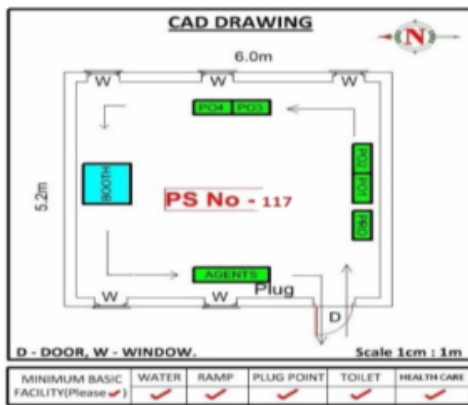 CAD DRAWING
N
6.0m
W W W
PO4 PO3
5.2m
BOOTH
PO2
PO1
PS No - 117
PRO
AGENTS
Plug
W W
D
D - DOOR, W - WINDOW. Scale 1cm : 1m
MINIMUM BASIC FACILITY(Please ✓) WATER RAMP PLUG POINT TOILET HEALTH CARE
✓ ✓ ✓ ✓ ✓